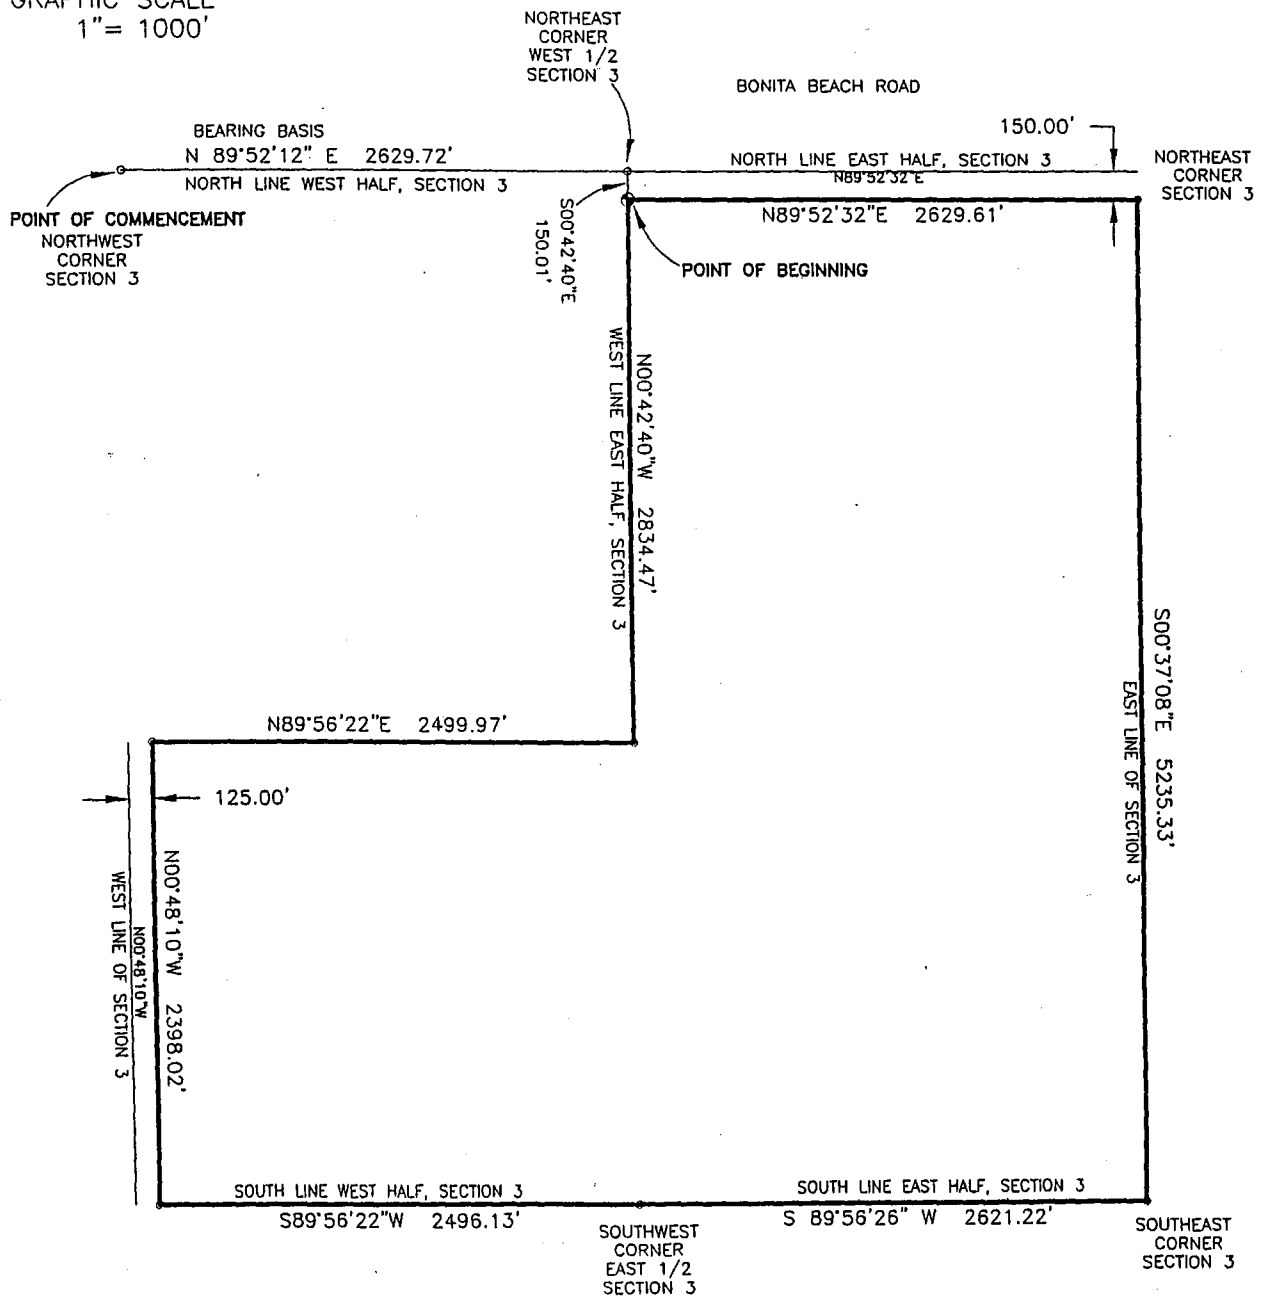 GRAPHIC SCALE
1"= 1000'
NORTHEAST
CORNER
WEST 1/2
SECTION 3
BONITA BEACH ROAD
150.00'
BEARING BASIS
N 89°52'12" E 2629.72'
NORTH LINE WEST HALF, SECTION 3
NORTH LINE EAST HALF, SECTION 3
N89°52'32"E
NORTHEAST
CORNER
SECTION 3
POINT OF COMMENCEMENT
NORTHWEST
CORNER
SECTION 3
S00°42'40"E
150.01'
N89°52'32"E 2629.61'
POINT OF BEGINNING
WEST LINE EAST HALF, SECTION 3
N00°42'40"W 2834.47'
S00°37'08"E 5235.33'
EAST LINE OF SECTION 3
N89°56'22"E 2499.97'
125.00'
N00°48'10"W 2398.02'
N00°48'10"W
WEST LINE OF SECTION 3
SOUTH LINE WEST HALF, SECTION 3
S89°56'22"W 2496.13'
SOUTH LINE EAST HALF, SECTION 3
S 89°56'26" W 2621.22'
SOUTHWEST
CORNER
EAST 1/2
SECTION 3
SOUTHEAST
CORNER
SECTION 3